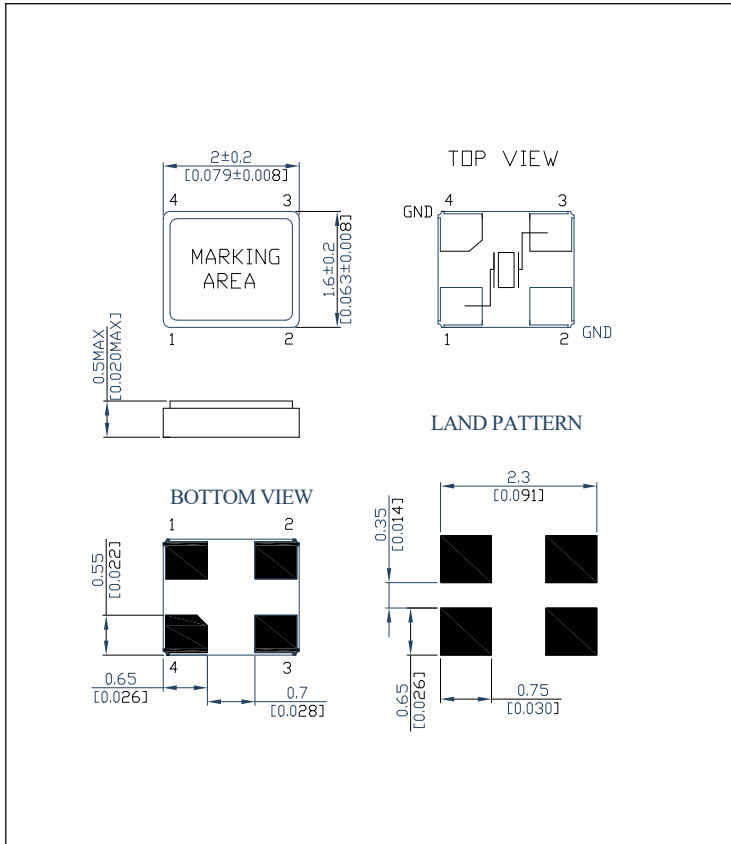 2±0.2
[0.079±0.008]
4 3
MARKING
AREA
1 2
1.6±0.2
[0.063±0.008]
0.5MAX
[0.020MAX]
TOP VIEW
4 3
GND
1 2
GND
LAND PATTERN
2.3
[0.091]
0.35
[0.014]
0.65
[0.026]
0.75
[0.030]
BOTTOM VIEW
1 2
0.55
[0.022]
4 3
0.65
[0.026]
0.7
[0.028]